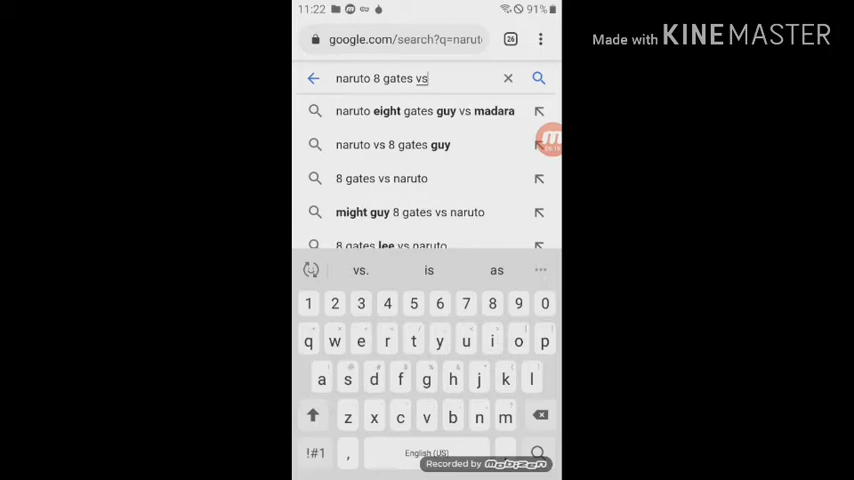 11:22 91%
Made with KINEMASTER
google.com/search?q=narut
26
naruto 8 gates vs
naruto eight gates guy vs madara
naruto vs 8 gates guy
8 gates vs naruto
might guy 8 gates vs naruto
8 gates lee vs naruto
vs. is as
1 2 3 4 5 6 7 8 9 0
q w e r t y u i o p
a s d f g h j k l
z x c v b n m
!#1 , English (US)
Recorded by mobizen